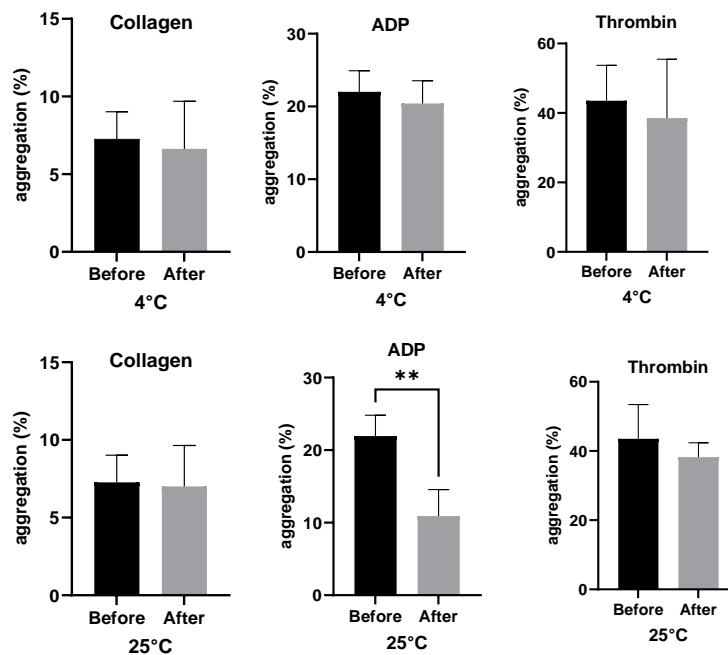 Collagen
aggregation (%)
15
10
5
0
Before After
4°C
ADP
aggregation (%)
30
20
10
0
Before After
4°C
Thrombin
aggregation (%)
60
40
20
0
Before After
4°C
Collagen
aggregation (%)
15
10
5
0
Before After
25°C
ADP
**
aggregation (%)
30
20
10
0
Before After
25°C
Thrombin
aggregation (%)
60
40
20
0
Before After
25°C